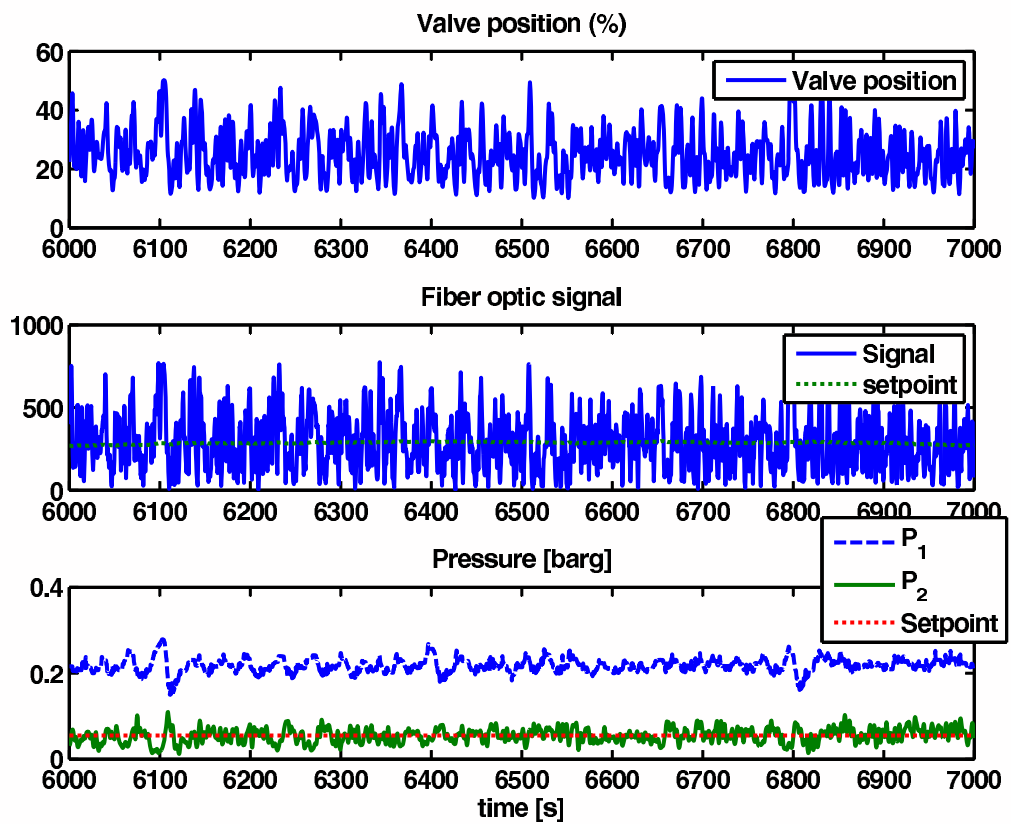 Valve position (%)
60
40
20
0
Valve position
6000 6100 6200 6300 6400 6500 6600 6700 6800 6900 7000
Fiber optic signal
1000
500
0
Signal
setpoint
6000 6100 6200 6300 6400 6500 6600 6700 6800 6900 7000
Pressure [barg]
0.4
0.2
0
P1
P2
Setpoint
6000 6100 6200 6300 6400 6500 6600 6700 6800 6900 7000
time [s]